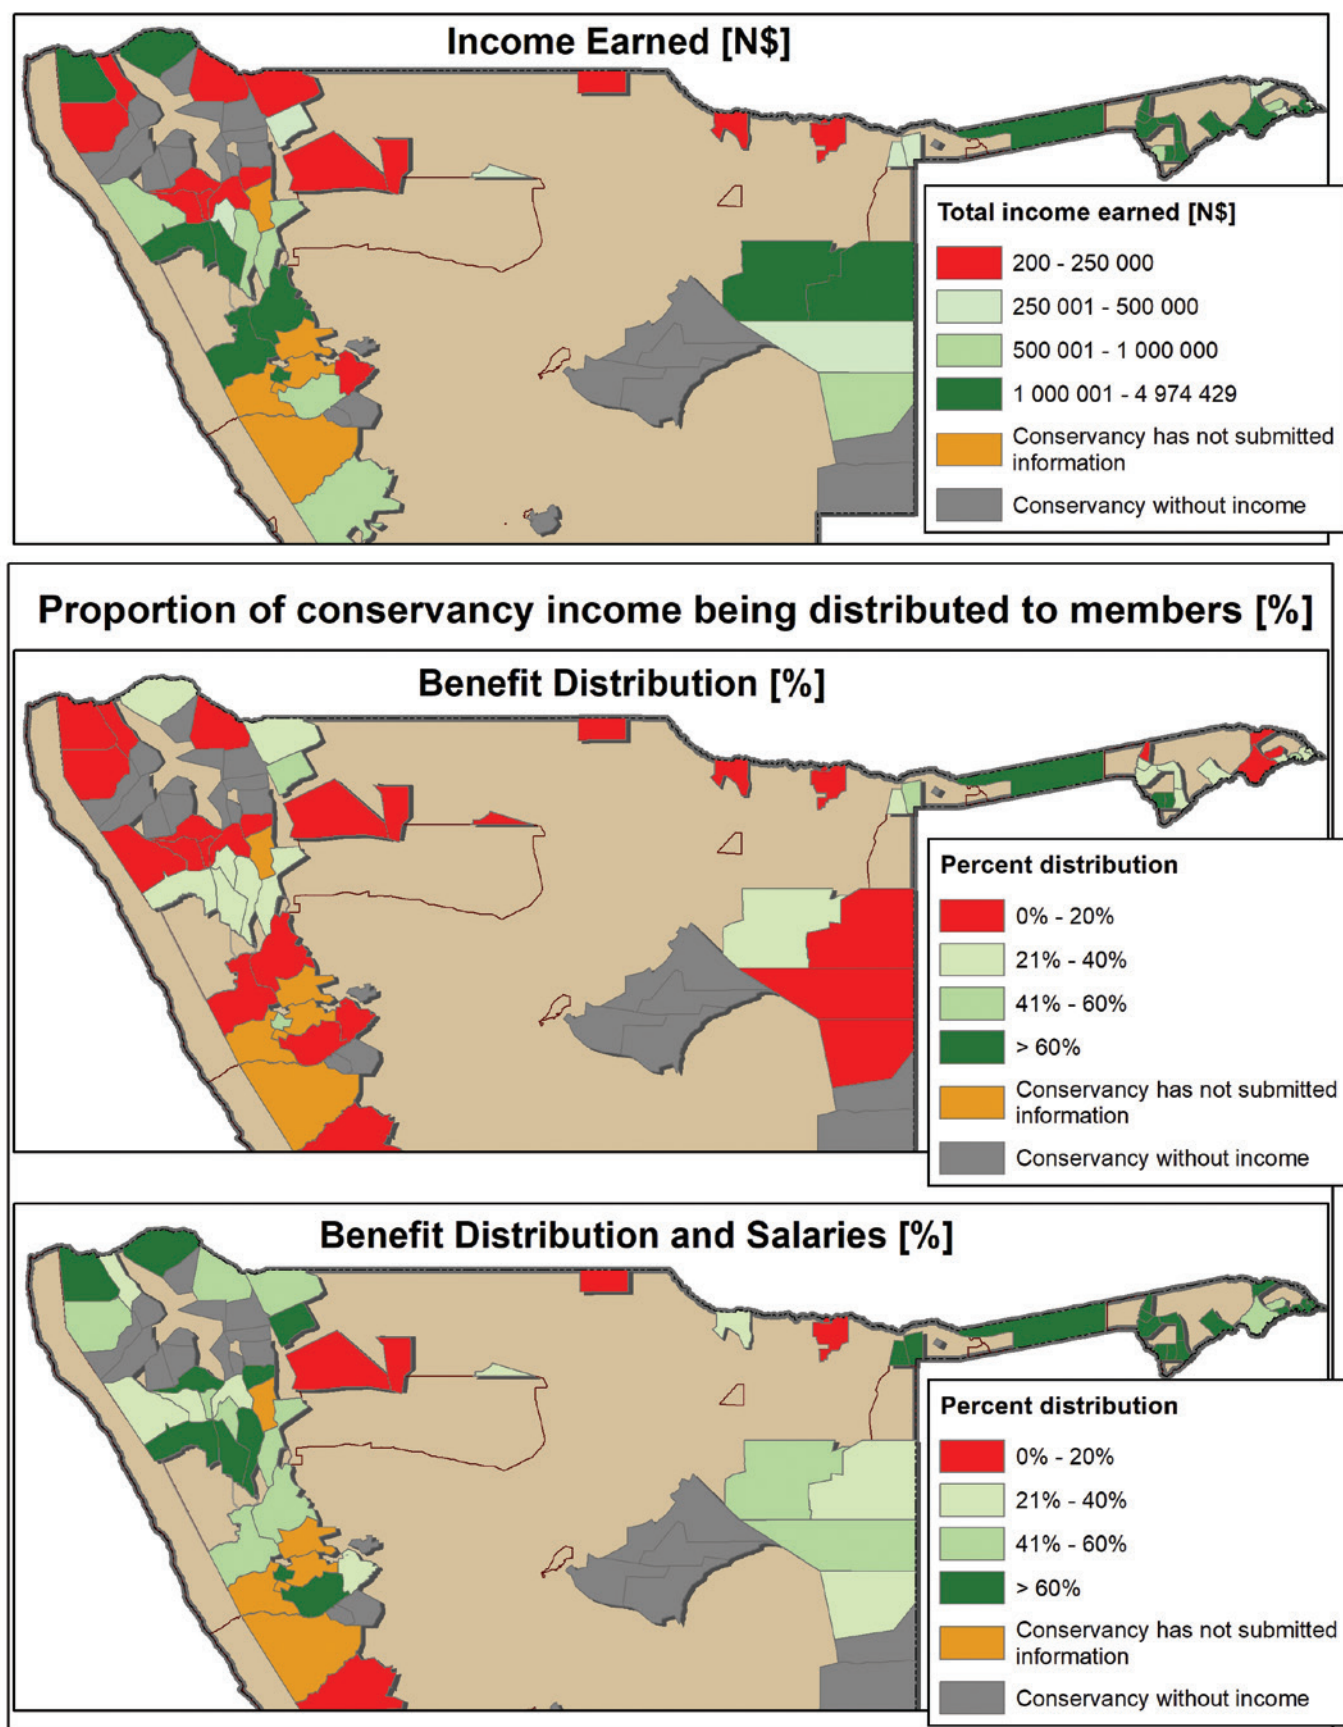 Income Earned [N$]
Total income earned [N$]
200 - 250 000
250 001 - 500 000
500 001 - 1 000 000
1 000 001 - 4 974 429
Conservancy has not submitted
information
Conservancy without income
Proportion of conservancy income being distributed to members [%]
Benefit Distribution [%]
Percent distribution
0% - 20%
21% - 40%
41% - 60%
> 60%
Conservancy has not submitted
information
Conservancy without income
Benefit Distribution and Salaries [%]
Percent distribution
0% - 20%
21% - 40%
41% - 60%
> 60%
Conservancy has not submitted
information
Conservancy without income